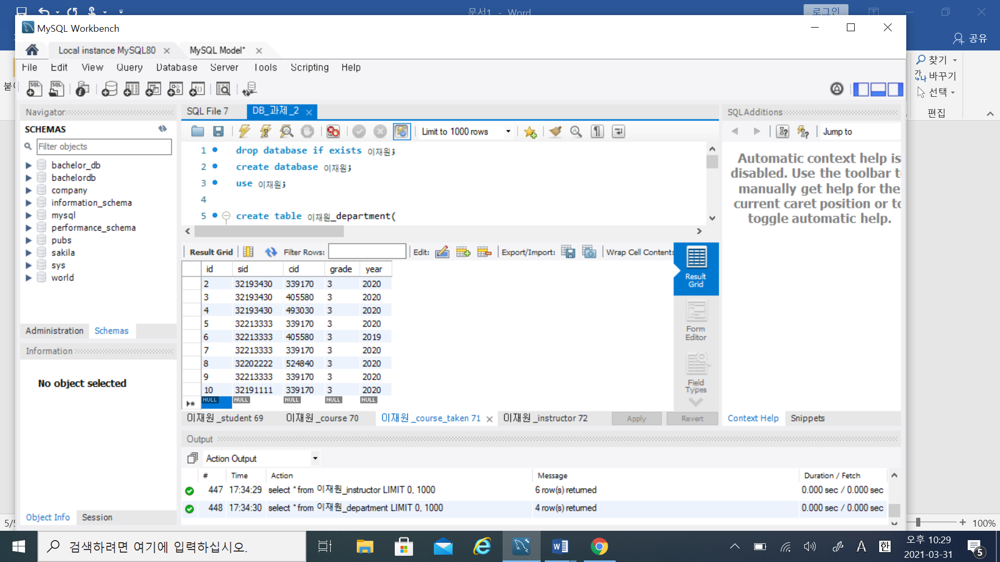 문서1 - Word
로그인
MySQL Workbench
공유
Local instance MySQL80
MySQL Model*
찾기
File Edit View Query Database Server Tools Scripting Help
바꾸기
선택
편집
Navigator
SCHEMAS
Filter objects
bachelor_db
bachelordb
company
information_schema
mysql
performance_schema
pubs
sakila
sys
world
Administration Schemas
Information
No object selected
Object Info Session
SQL File 7 DB_과제_2
Limit to 1000 rows
1 drop database if exists 이재원;
2 create database 이재원;
3 use 이재원;
4
5 create table 이재원_department(
Result Grid Filter Rows: Edit: Export/Import: Wrap Cell Content:
id sid cid grade year
2 32193430 339170 3 2020
3 32193430 405580 3 2020
4 32193430 493030 3 2020
5 32213333 339170 3 2020
6 32213333 405580 3 2019
7 32213333 339170 3 2020
8 32202222 524840 3 2020
9 32213333 339170 3 2020
10 32191111 339170 3 2020
NULL NULL NULL NULL NULL
Result
Grid
Form
Editor
Field
Types
이재원_student 69 이재원_course 70 이재원_course_taken 71 이재원_instructor 72 Apply Revert
SQLAdditions
Jump to
Automatic context help is
disabled. Use the toolbar t
manually get help for the
current caret position or to
toggle automatic help.
Context Help Snippets
Output
Action Output
# Time Action Message Duration / Fetch
447 17:34:29 select * from 이재원_instructor LIMIT 0, 1000 6 row(s) returned 0.000 sec / 0.000 sec
448 17:34:30 select * from 이재원_department LIMIT 0, 1000 4 row(s) returned 0.000 sec / 0.000 sec
100%
검색하려면 여기에 입력하십시오.
A 한
오후 10:29
2021-03-31
5